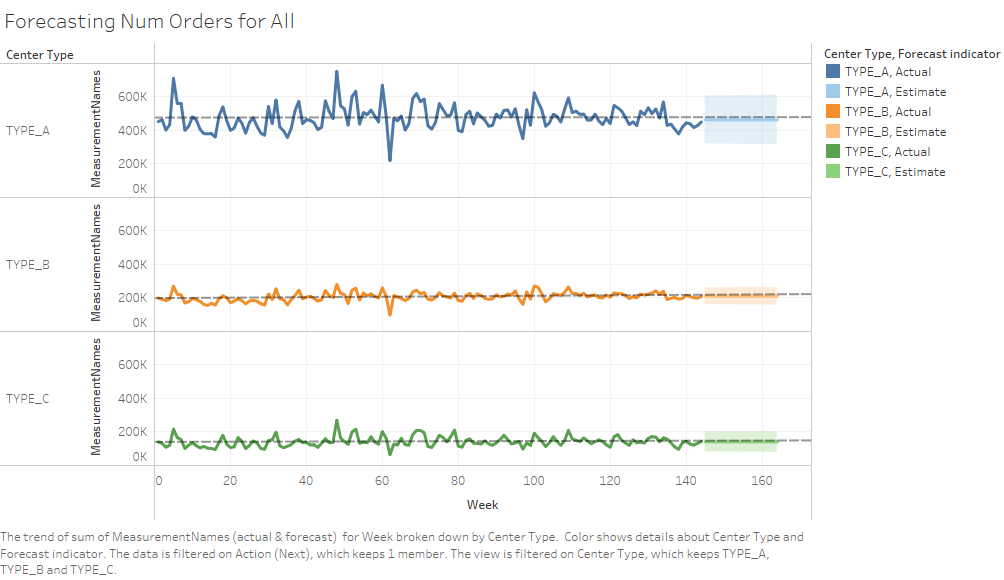 Forecasting Num Orders for All
Center Type
TYPE_A
MeasurementNames
600K
400K
200K
0K
TYPE_B
MeasurementNames
600K
400K
200K
0K
TYPE_C
MeasurementNames
600K
400K
200K
0K
0 20 40 60 80 100 120 140 160
Week
Center Type, Forecast indicator
TYPE_A, Actual
TYPE_A, Estimate
TYPE_B, Actual
TYPE_B, Estimate
TYPE_C, Actual
TYPE_C, Estimate
The trend of sum of MeasurementNames (actual & forecast) for Week broken down by Center Type. Color shows details about Center Type and
Forecast indicator. The data is filtered on Action (Next), which keeps 1 member. The view is filtered on Center Type, which keeps TYPE_A,
TYPE_B and TYPE_C.